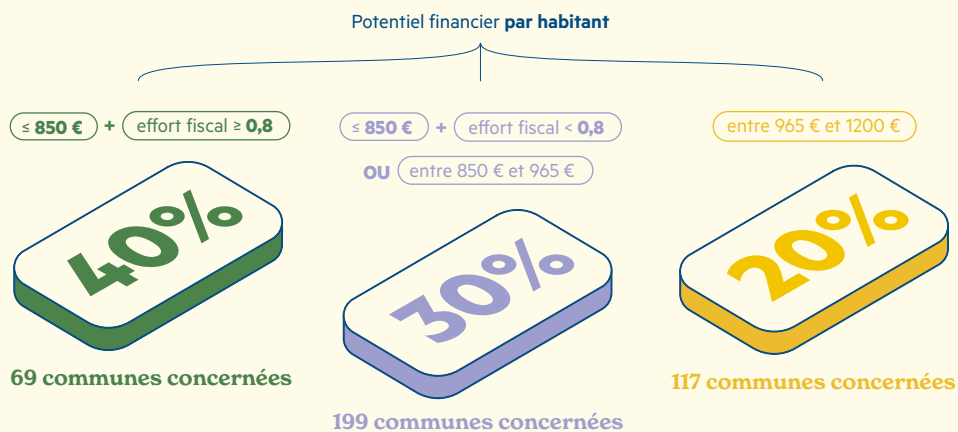 Potentiel financier par habitant
≤ 850 € + effort fiscal ≥ 0,8
40%
69 communes concernées
≤ 850 € + effort fiscal < 0,8
OU entre 850 € et 965 €
30%
199 communes concernées
entre 965 € et 1200 €
20%
117 communes concernées